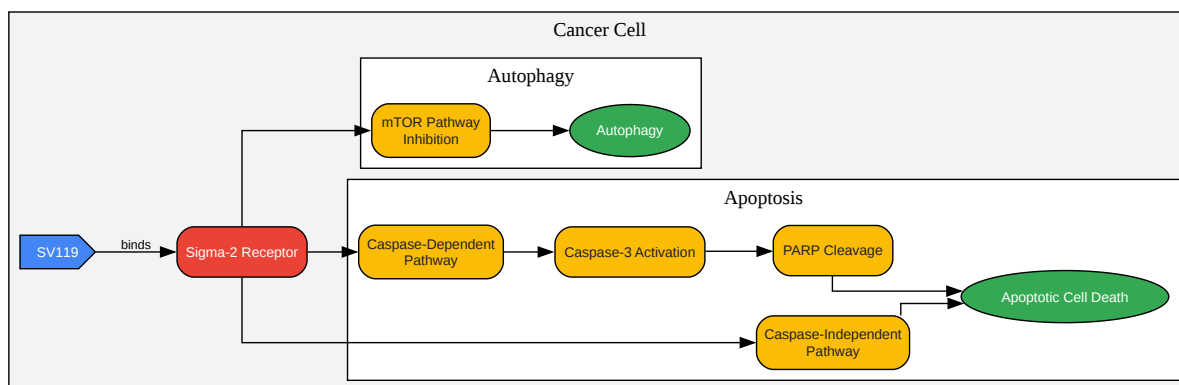 Cancer Cell
Autophagy
mTOR Pathway
Inhibition
Autophagy
Apoptosis
SV119
binds
Sigma-2 Receptor
Caspase-Dependent
Pathway
Caspase-3 Activation
PARP Cleavage
Apoptotic Cell Death
Caspase-Independent
Pathway